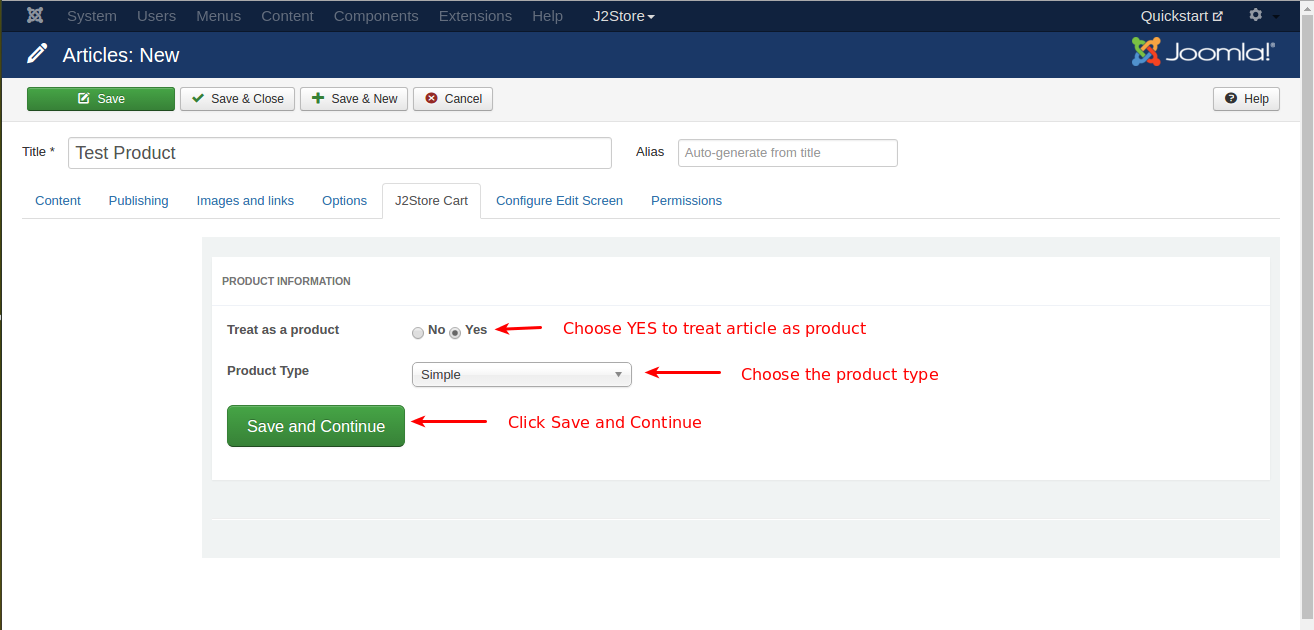 System Users Menus Content Components Extensions Help J2Store Quickstart
Articles: New Joomla!®
Save Save & Close Save & New Cancel Help
Title * Test Product Alias Auto-generate from title
Content Publishing Images and links Options J2Store Cart Configure Edit Screen Permissions
PRODUCT INFORMATION
Treat as a product No Yes Choose YES to treat article as product
Product Type Simple Choose the product type
Save and Continue Click Save and Continue